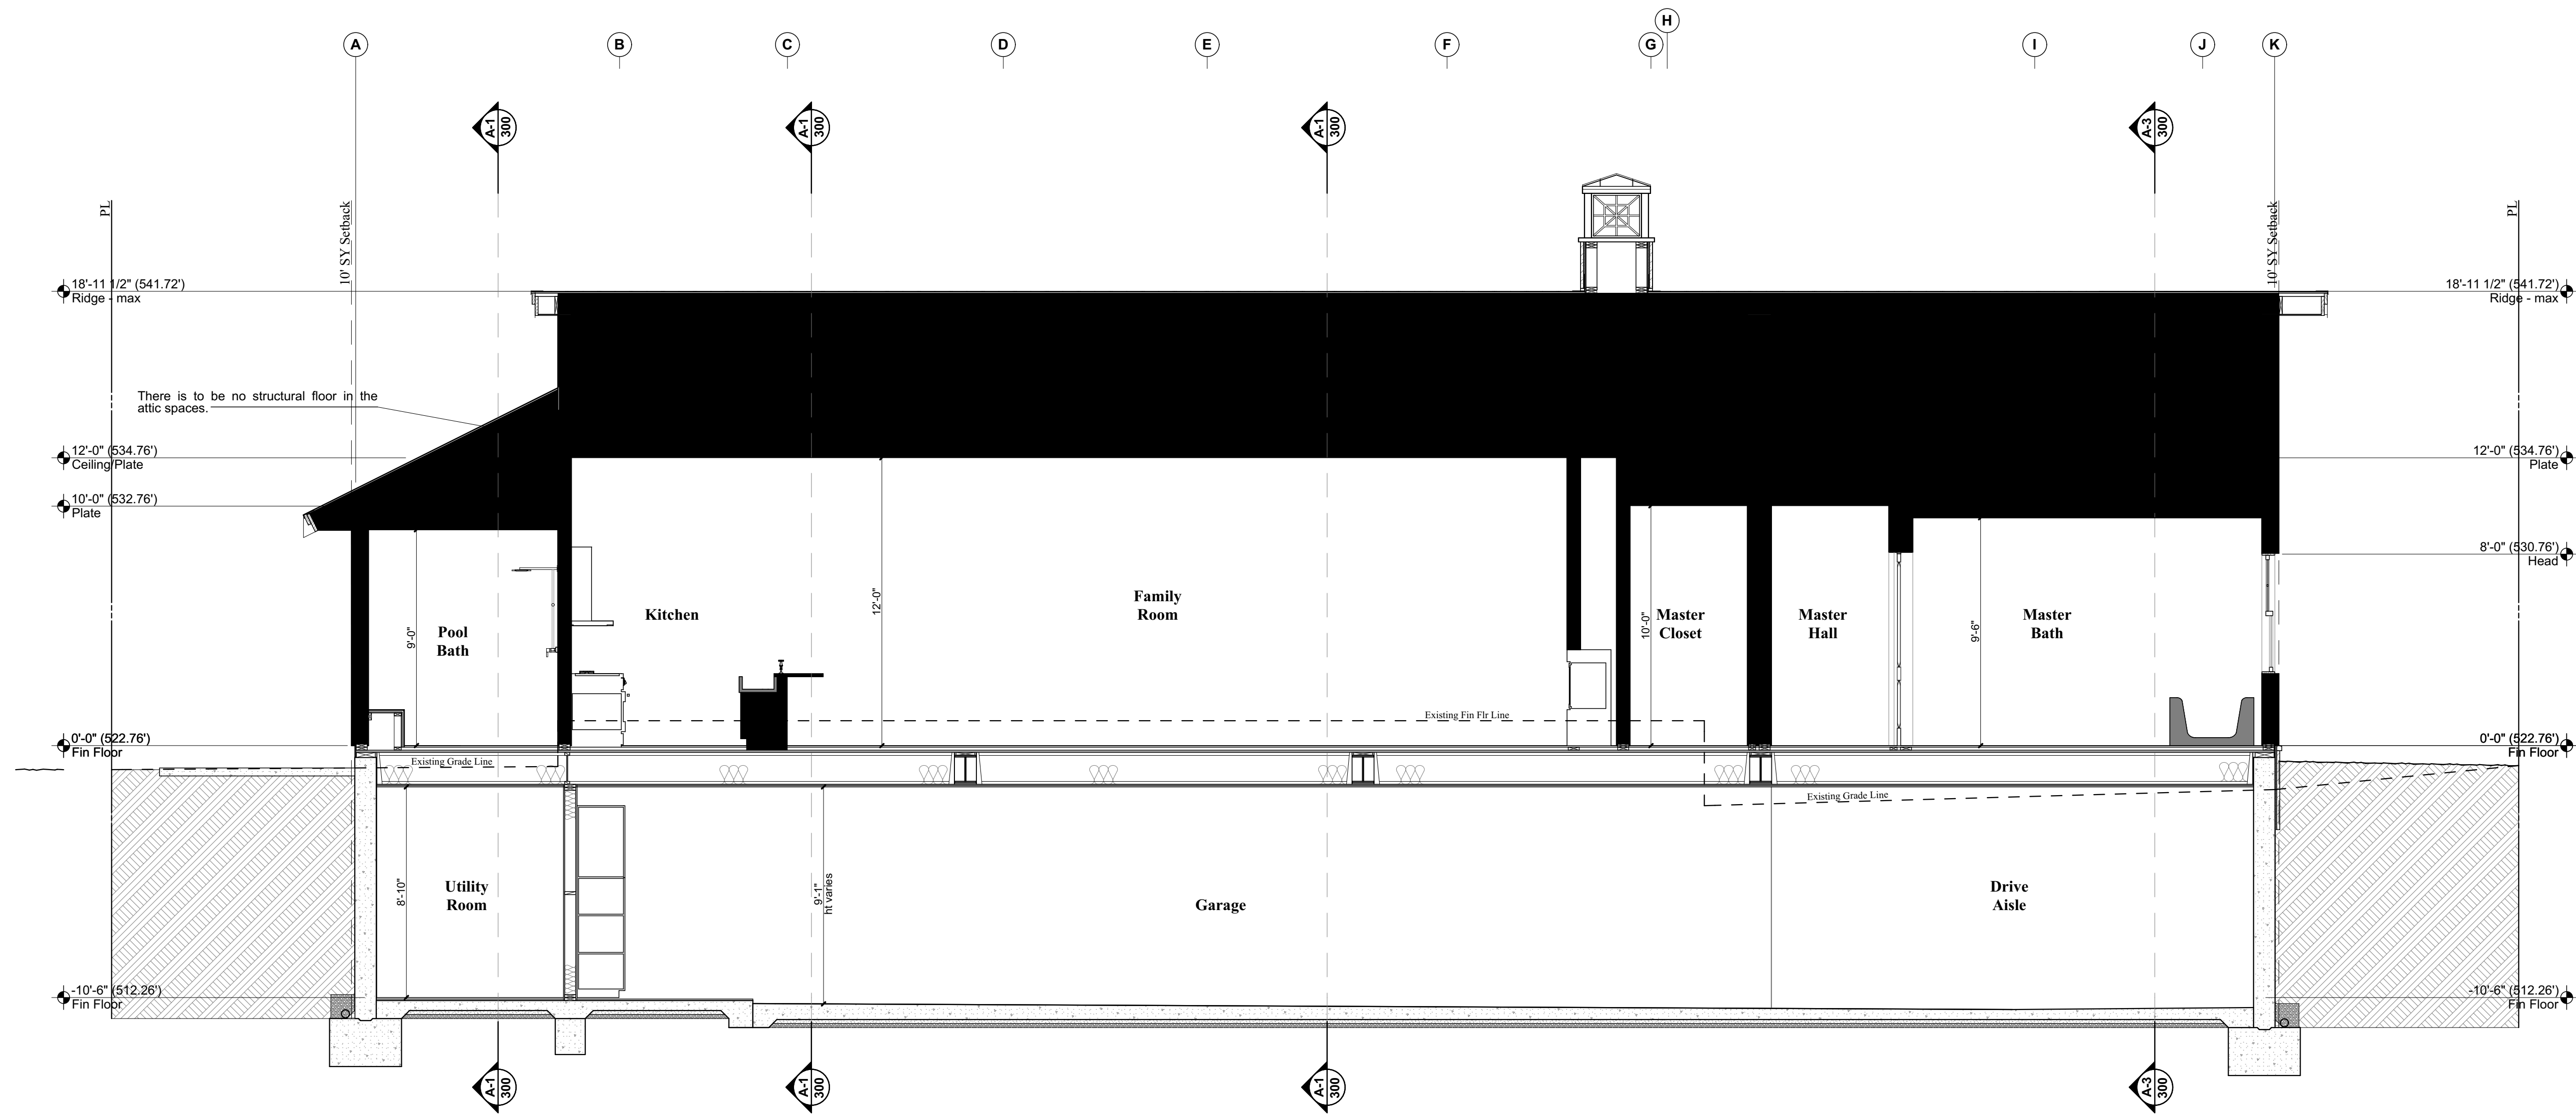 H
A
B
C
D
E
F
G
I
J
K
A-1
300
A-1
300
A-1
300
A-3
300
PL
10' SY Setback
10' SY Setback
PL
18'-11 1/2" (541.72')
Ridge - max
18'-11 1/2" (541.72')
Ridge - max
There is to be no structural floor in the
attic spaces.
12'-0" (534.76')
Ceiling/Plate
12'-0" (534.76')
Plate
10'-0" (532.76')
Plate
8'-0" (530.76')
Head
9'-0"
Pool
Bath
Kitchen
12'-0"
Family
Room
10'-0"
Master
Closet
Master
Hall
9'-6"
Master
Bath
Existing Fin Flr Line
0'-0" (522.76')
Fin Floor
0'-0" (522.76')
Fin Floor
Existing Grade Line
Existing Grade Line
8'-10"
Utility
Room
9'-1"
ht varies
Garage
Drive
Aisle
-10'-6" (512.26')
Fin Floor
-10'-6" (512.26')
Fin Floor
A-1
300
A-1
300
A-1
300
A-3
300